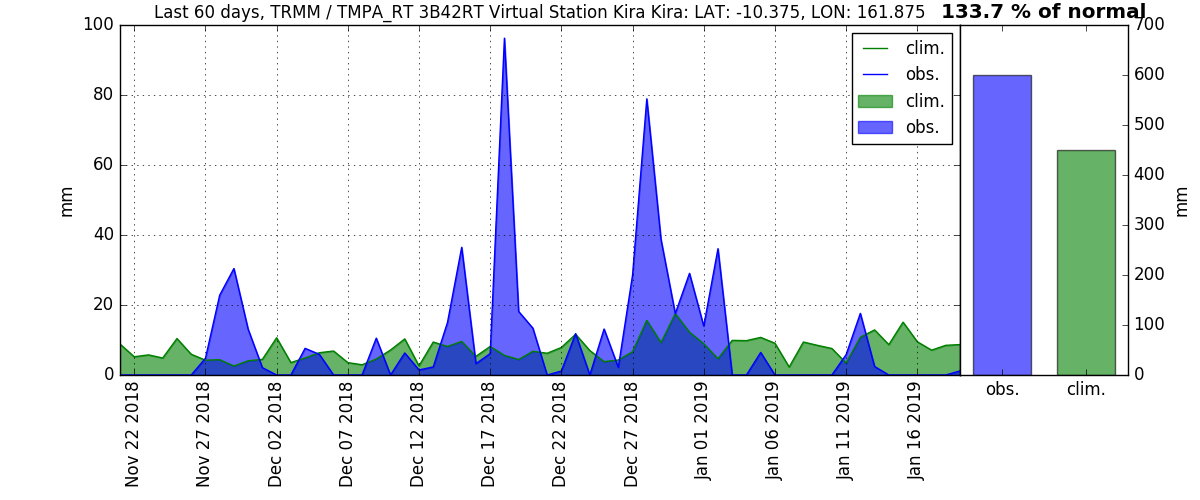 Last 60 days, TRMM / TMPA_RT 3B42RT Virtual Station Kira Kira: LAT: -10.375, LON: 161.875 133.7 % of normal
100
80
60
40
20
0
mm
clim.
obs.
clim.
obs.
Nov 22 2018
Nov 27 2018
Dec 02 2018
Dec 07 2018
Dec 12 2018
Dec 17 2018
Dec 22 2018
Dec 27 2018
Jan 01 2019
Jan 06 2019
Jan 11 2019
Jan 16 2019
700
600
500
400
300
200
100
0
mm
obs.
clim.